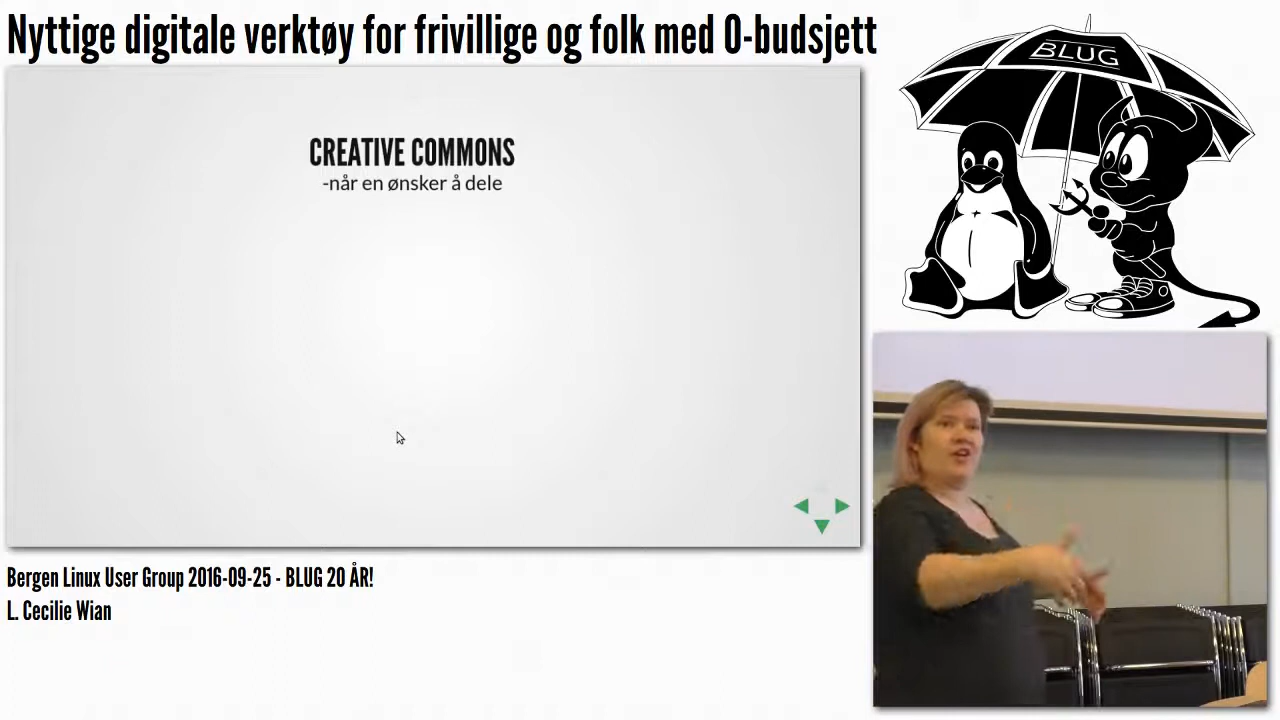 Nyttige digitale verktøy for frivillige og folk med 0-budsjett
BLUG
CREATIVE COMMONS
-når en ønsker å dele
Bergen Linux User Group 2016-09-25 - BLUG 20 ÅR!
L. Cecilie Wian